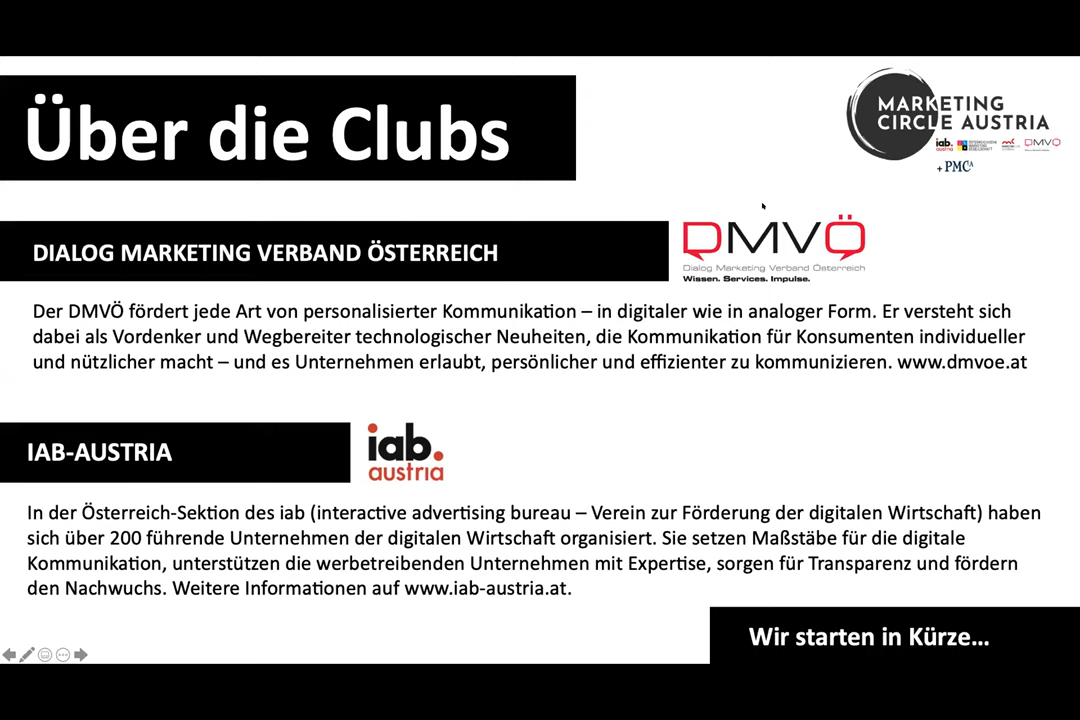 Über die Clubs
MARKETING
CIRCLE AUSTRIA
iab.
austria
DMVÖ
+ PMCA
DIALOG MARKETING VERBAND ÖSTERREICH
DMVÖ
Dialog Marketing Verband Österreich
Wissen. Services. Impulse.
Der DMVÖ fördert jede Art von personalisierter Kommunikation – in digitaler wie in analoger Form. Er versteht sich
dabei als Vordenker und Wegbereiter technologischer Neuheiten, die Kommunikation für Konsumenten individueller
und nützlicher macht – und es Unternehmen erlaubt, persönlicher und effizienter zu kommunizieren. www.dmvoe.at
IAB-AUSTRIA
iab.
austria
In der Österreich-Sektion des iab (interactive advertising bureau – Verein zur Förderung der digitalen Wirtschaft) haben
sich über 200 führende Unternehmen der digitalen Wirtschaft organisiert. Sie setzen Maßstäbe für die digitale
Kommunikation, unterstützen die werbetreibenden Unternehmen mit Expertise, sorgen für Transparenz und fördern
den Nachwuchs. Weitere Informationen auf www.iab-austria.at.
Wir starten in Kürze…